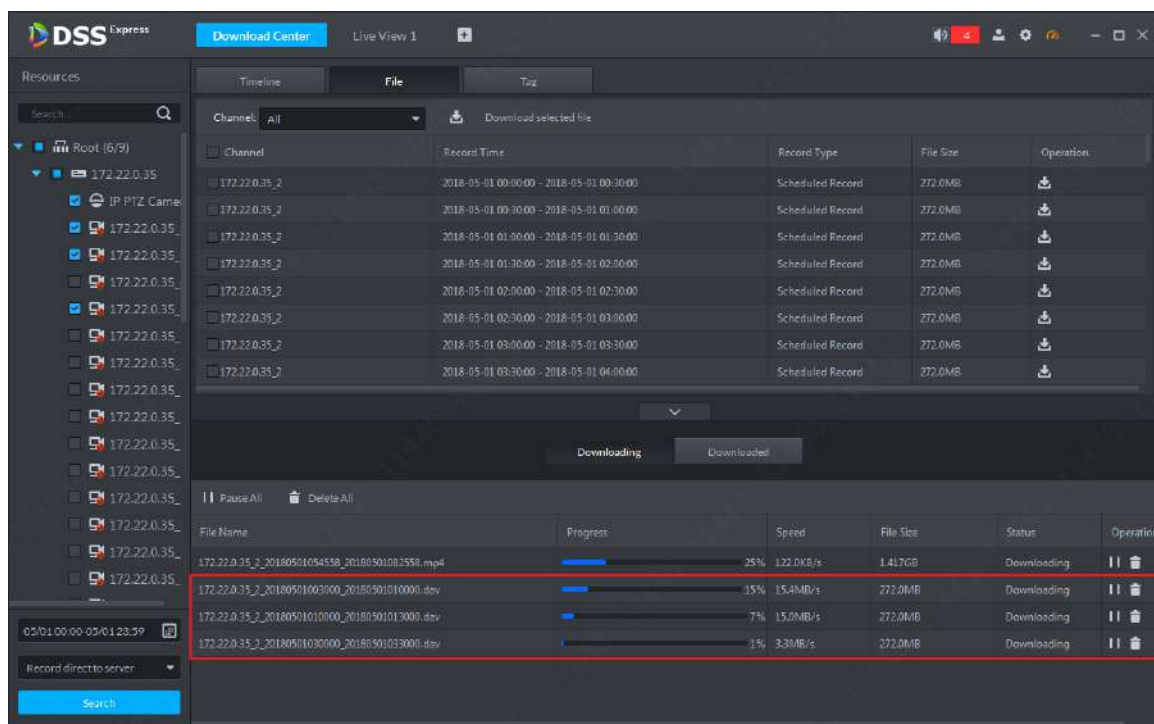 DSS Express
Download Center Live View 1
4
Resources
Timeline File Tag
Search...
Channel: All Download selected file
Root (6/9)
Channel Record Time Record Type File Size Operation
172.22.0.35
172.22.0.35_2 2018-05-01 00:00:00 - 2018-05-01 00:30:00 Scheduled Record 272.0MB
IP PTZ Camer
172.22.0.35_2 2018-05-01 00:30:00 - 2018-05-01 01:00:00 Scheduled Record 272.0MB
172.22.0.35_
172.22.0.35_2 2018-05-01 01:00:00 - 2018-05-01 01:30:00 Scheduled Record 272.0MB
172.22.0.35_
172.22.0.35_2 2018-05-01 01:30:00 - 2018-05-01 02:00:00 Scheduled Record 272.0MB
172.22.0.35_
172.22.0.35_2 2018-05-01 02:00:00 - 2018-05-01 02:30:00 Scheduled Record 272.0MB
172.22.0.35_
172.22.0.35_2 2018-05-01 02:30:00 - 2018-05-01 03:00:00 Scheduled Record 272.0MB
172.22.0.35_
172.22.0.35_2 2018-05-01 03:00:00 - 2018-05-01 03:30:00 Scheduled Record 272.0MB
172.22.0.35_
172.22.0.35_2 2018-05-01 03:30:00 - 2018-05-01 04:00:00 Scheduled Record 272.0MB
172.22.0.35_
172.22.0.35_
172.22.0.35_
Downloading Downloaded
172.22.0.35_
172.22.0.35_
Pause All Delete All
172.22.0.35_
File Name Progress Speed File Size Status Operation
172.22.0.35_
172.22.0.35_2_20180501054558_20180501082558.mp4 25% 122.0KB/s 1.417GB Downloading
172.22.0.35_
172.22.0.35_2_20180501003000_20180501010000.dav 15% 15.4MB/s 272.0MB Downloading
172.22.0.35_2_20180501010000_20180501013000.dav 7% 15.0MB/s 272.0MB Downloading
05/01 00:00-05/01 23:59
172.22.0.35_2_20180501030000_20180501033000.dav 1% 3.3MB/s 272.0MB Downloading
Record direct to server
Search